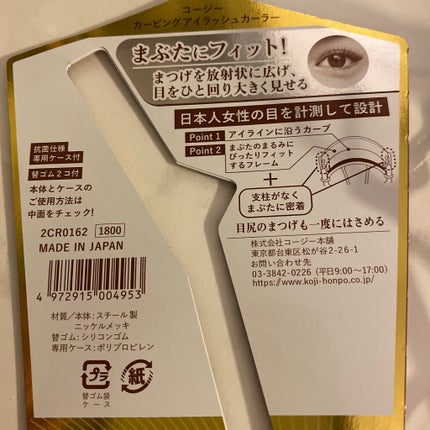 コージー
カービング アイラッシュカーラー
まぶたにフィット!
まつげを放射状に広げ、
目をひと回り大きく見せる
日本人女性の目を計測して設計
Point 1 アイラインに沿うカーブ
Point 2 まぶたのまるみに
ぴったりフィット
するフレーム
+
支柱がなく
まぶたに密着
目尻のまつげも一度にはさめる
株式会社コージー本舗
東京都台東区松が谷2-26-1
お問い合わせ先
03-3842-0226 (平日9:00~17:00)
https://www.koji-honpo.co.jp/
抗菌仕様
専用ケース付
替ゴム2コ付
本体とケースの
ご使用方法は
中面をチェック!
2CR0162 1800
MADE IN JAPAN
4 972915 004953
材質/本体:スチール製
ニッケルメッキ
替ゴム:シリコンゴム
専用ケース:ポリプロピレン
プラ
紙
替ゴム袋
ケース